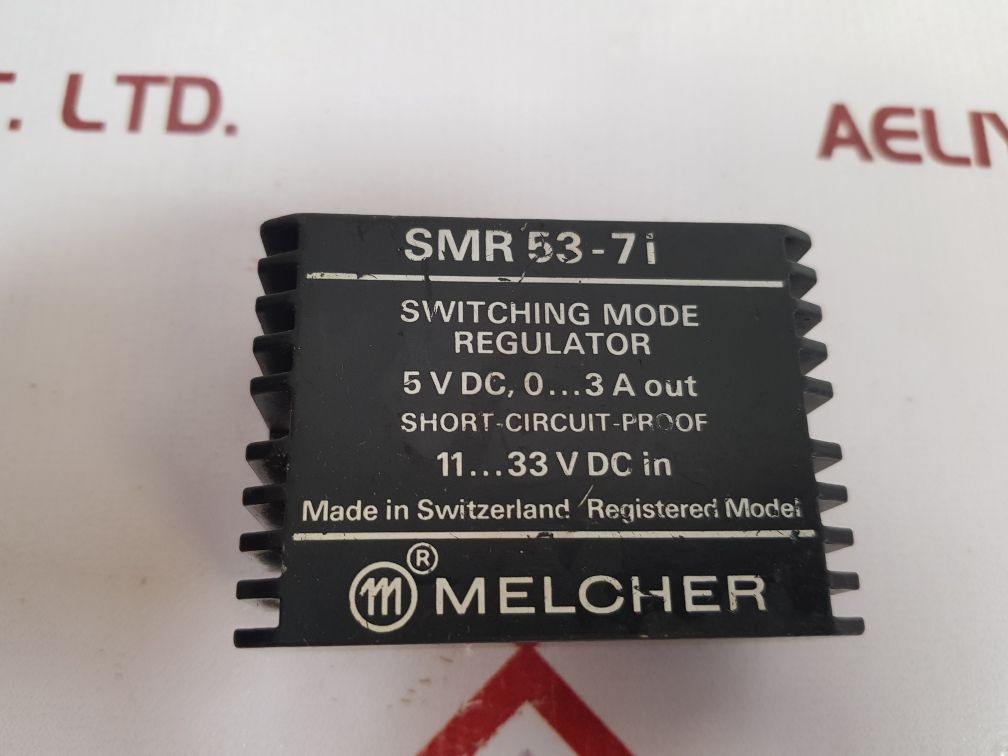 T. LTD.
AELIY
SMR 53-7i
SWITCHING MODE
REGULATOR
5 V DC, 0...3 A out
SHORT-CIRCUIT-PROOF
11...33 V DC in
Made in Switzerland Registered Model
m ® MELCHER